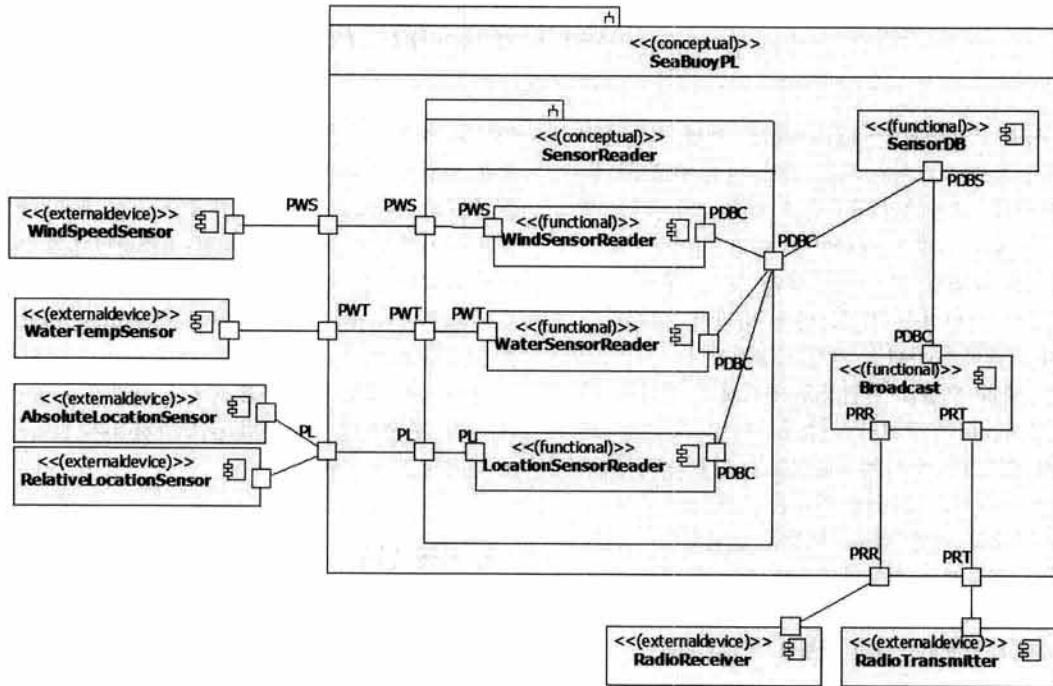 <<(conceptual)>>
SeaBuoyPL
<<(conceptual)>>
SensorReader
<<(functional)>>
SensorDB
PDBS
<<(externaldevice)>>
WindSpeedSensor
PWS
PWS
PWS
<<(functional)>>
WindSensorReader
PDBC
PDBC
<<(externaldevice)>>
WaterTempSensor
PWT
PWT
PWT
<<(functional)>>
WaterSensorReader
PDBC
PDBC
<<(functional)>>
Broadcast
PRR
PRT
<<(externaldevice)>>
AbsoluteLocationSensor
<<(externaldevice)>>
RelativeLocationSensor
PL
PL
PL
<<(functional)>>
LocationSensorReader
PDBC
PRR
PRT
<<(externaldevice)>>
RadioReceiver
<<(externaldevice)>>
RadioTransmitter